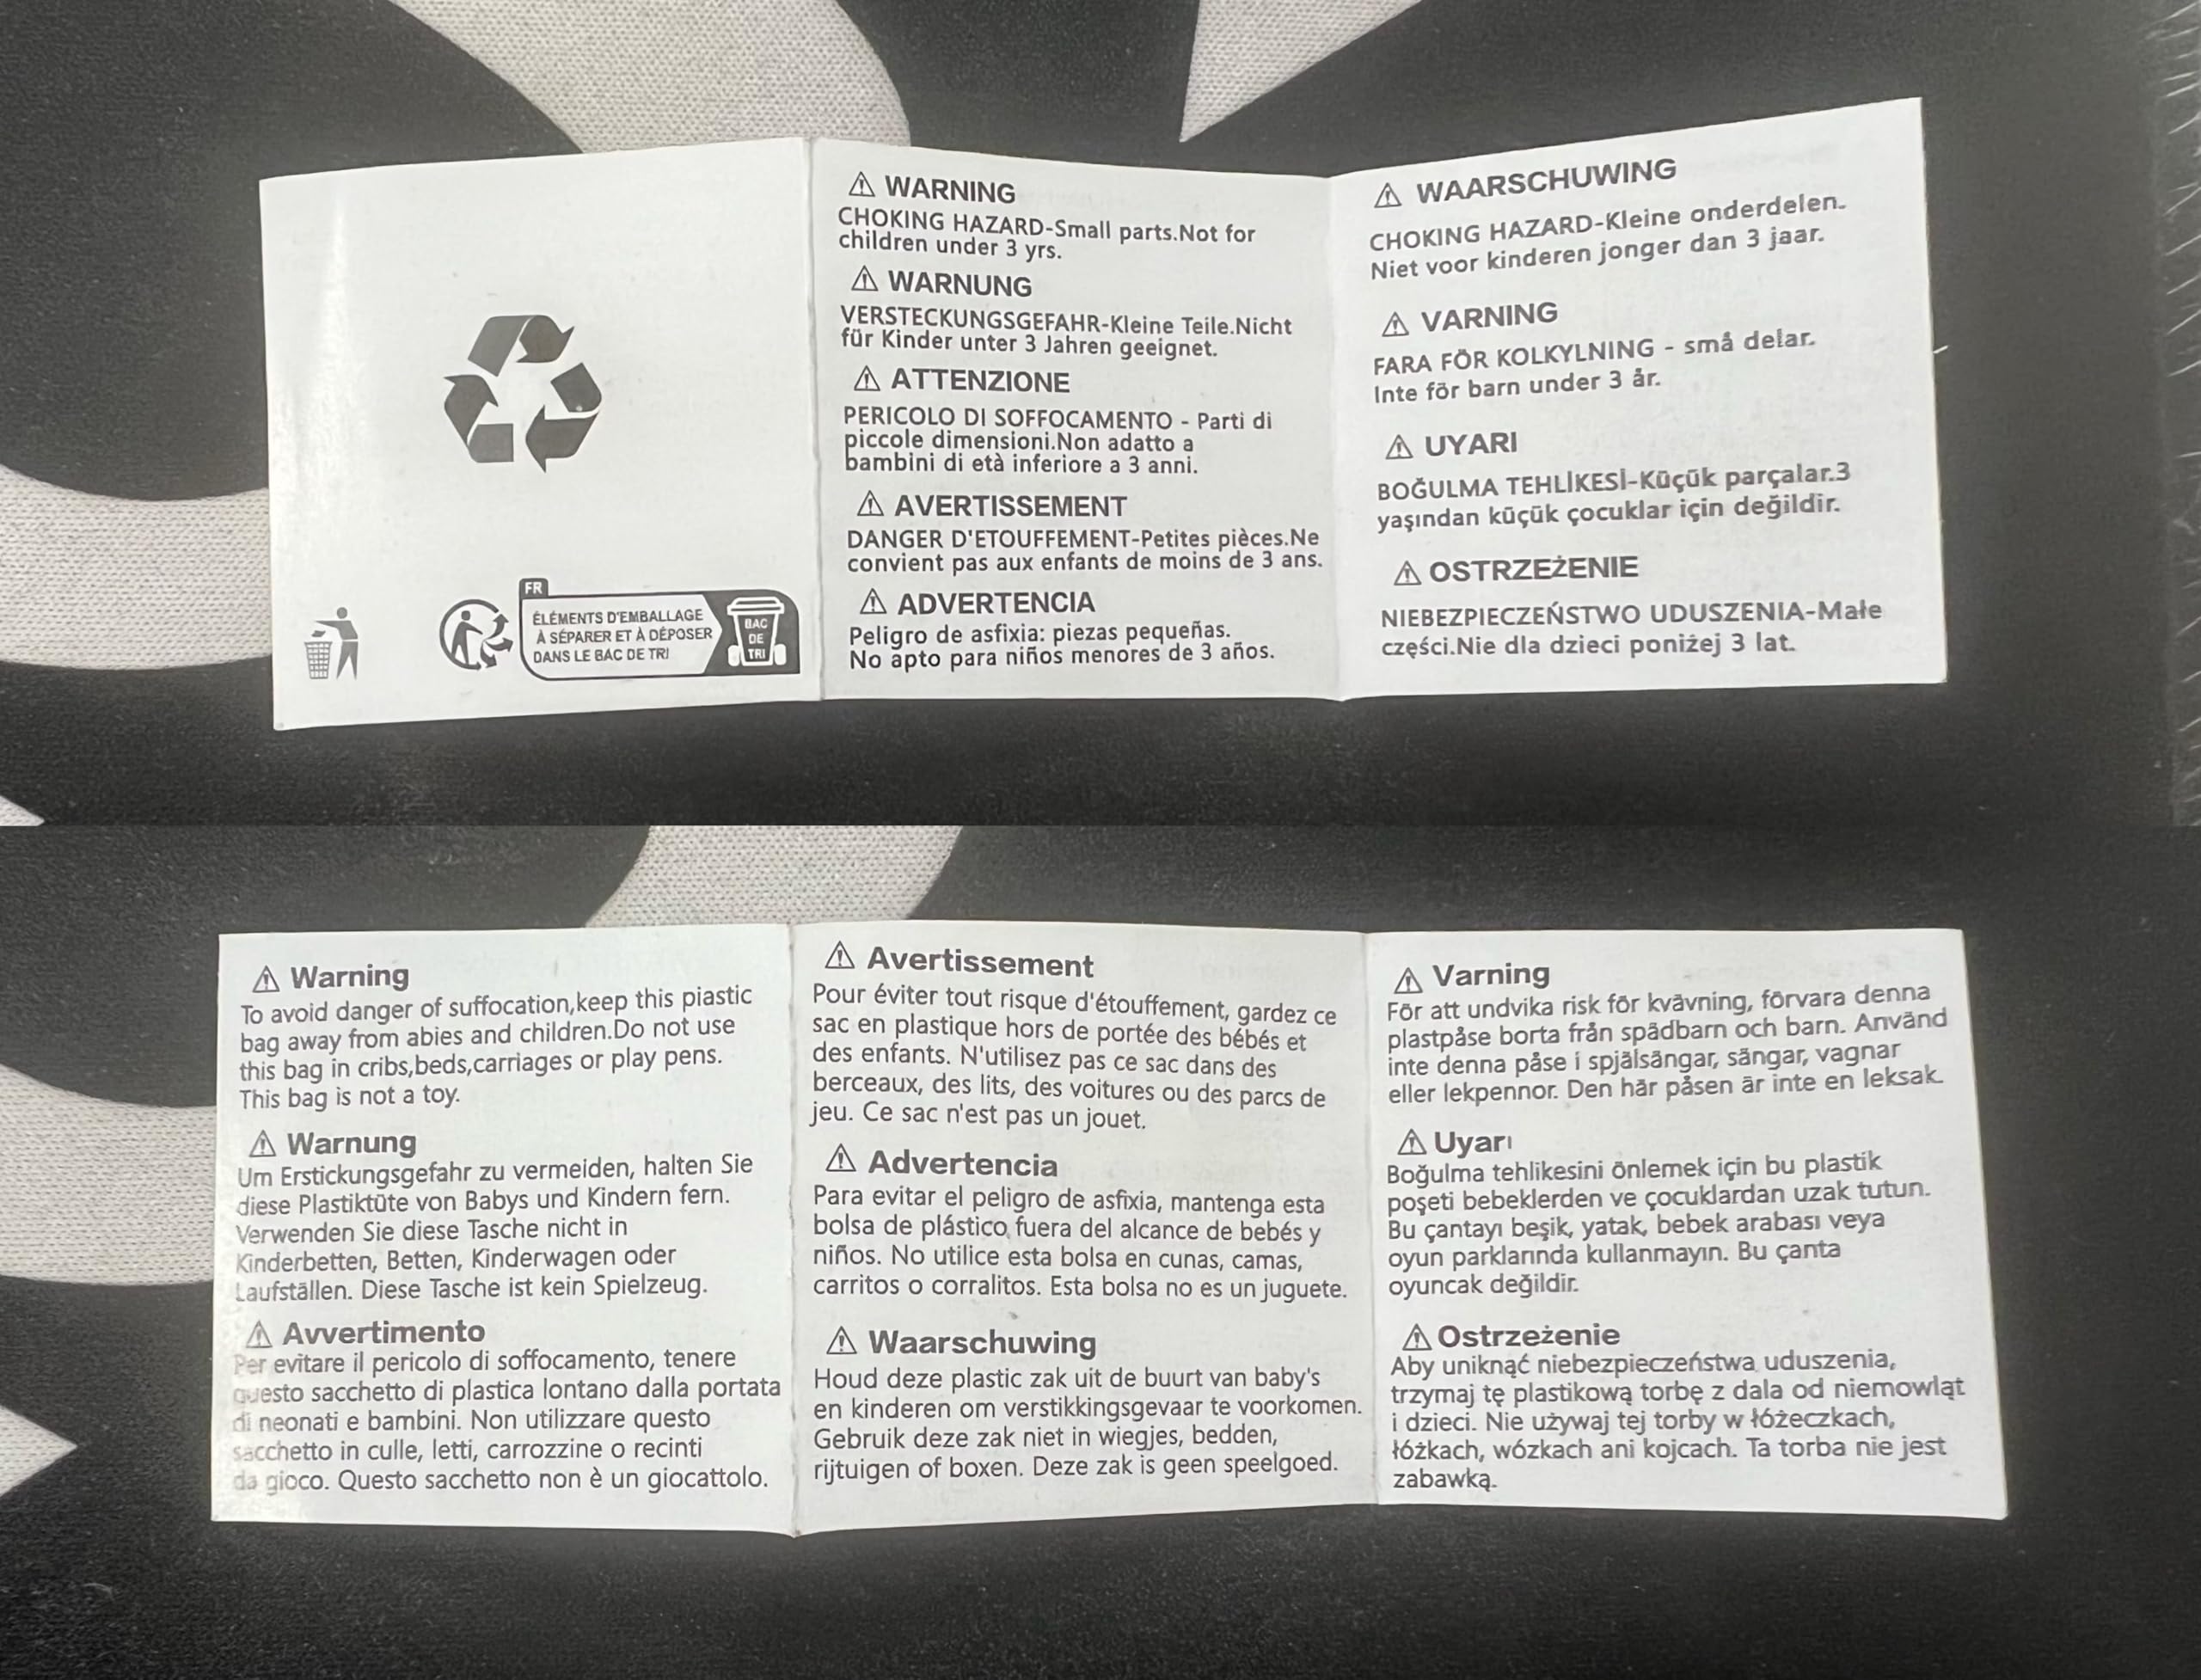 FR
ÉLÉMENTS D'EMBALLAGE
À SÉPARER ET À DÉPOSER
DANS LE BAC DE TRI
BAC
DE
TRI
WARNING
CHOKING HAZARD-Small parts.Not for
children under 3 yrs.
WARNUNG
VERSTECKUNGSGEFAHR-Kleine Teile.Nicht
für Kinder unter 3 Jahren geeignet.
ATTENZIONE
PERICOLO DI SOFFOCAMENTO - Parti di
piccole dimensioni.Non adatto a
bambini di età inferiore a 3 anni.
AVERTISSEMENT
DANGER D'ETOUFFEMENT-Petites pièces.Ne
convient pas aux enfants de moins de 3 ans.
ADVERTENCIA
Peligro de asfixia: piezas pequeñas.
No apto para niños menores de 3 años.
WAARSCHUWING
CHOKING HAZARD-Kleine onderdelen.
Niet voor kinderen jonger dan 3 jaar.
VARNING
FARA FÖR KOLKYLNING - små delar.
Inte för barn under 3 år.
UYARI
BOĞULMA TEHLİKESİ-Küçük parçalar.3
yaşından küçük çocuklar için değildir.
OSTRZEŻENIE
NIEBEZPIECZEŃSTWO UDUSZENIA-Małe
części.Nie dla dzieci poniżej 3 lat.
Warning
To avoid danger of suffocation,keep this piastic
bag away from abies and children.Do not use
this bag in cribs,beds,carriages or play pens.
This bag is not a toy.
Warnung
Um Erstickungsgefahr zu vermeiden, halten Sie
diese Plastiktüte von Babys und Kindern fern.
Verwenden Sie diese Tasche nicht in
Kinderbetten, Betten, Kinderwagen oder
Laufställen. Diese Tasche ist kein Spielzeug.
Avvertimento
Per evitare il pericolo di soffocamento, tenere
questo sacchetto di plastica lontano dalla portata
di neonati e bambini. Non utilizzare questo
sacchetto in culle, letti, carrozzine o recinti
da gioco. Questo sacchetto non è un giocattolo.
Avertissement
Pour éviter tout risque d'étouffement, gardez ce
sac en plastique hors de portée des bébés et
des enfants. N'utilisez pas ce sac dans des
berceaux, des lits, des voitures ou des parcs de
jeu. Ce sac n'est pas un jouet.
Advertencia
Para evitar el peligro de asfixia, mantenga esta
bolsa de plástico fuera del alcance de bebés y
niños. No utilice esta bolsa en cunas, camas,
carritos o corralitos. Esta bolsa no es un juguete.
Waarschuwing
Houd deze plastic zak uit de buurt van baby's
en kinderen om verstikkingsgevaar te voorkomen.
Gebruik deze zak niet in wiegjes, bedden,
rijtuigen of boxen. Deze zak is geen speelgoed.
Varning
För att undvika risk för kvävning, förvara denna
plastpåse borta från spädbarn och barn. Använd
inte denna påse i spjälsängar, sängar, vagnar
eller lekpennor. Den här påsen är inte en leksak.
Uyarı
Boğulma tehlikesini önlemek için bu plastik
poşeti bebeklerden ve çocuklardan uzak tutun.
Bu çantayı beşik, yatak, bebek arabası veya
oyun parklarında kullanmayın. Bu çanta
oyuncak değildir.
Ostrzeżenie
Aby uniknąć niebezpieczeństwa uduszenia,
trzymaj tę plastikową torbę z dala od niemowląt
i dzieci. Nie używaj tej torby w łóżeczkach,
łóżkach, wózkach ani kojcach. Ta torba nie jest
zabawką.